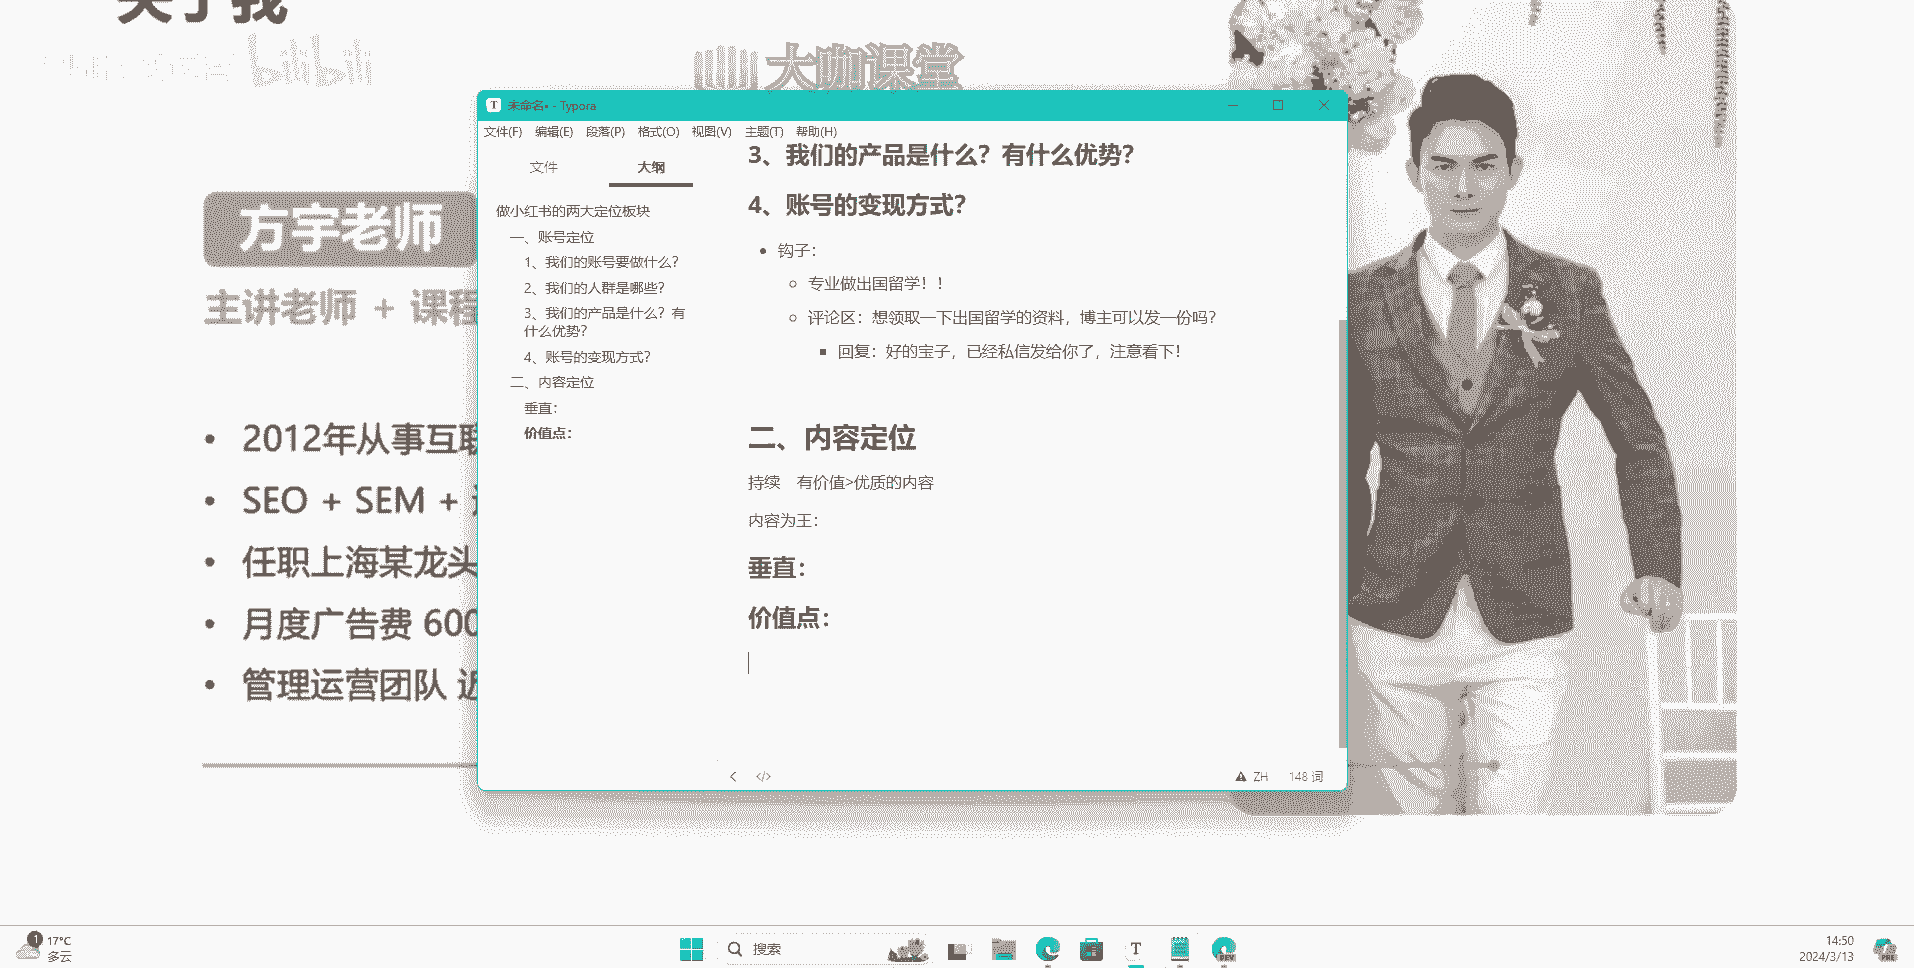 关于我
bilibili
大咖课堂
方宇老师
主讲老师 + 课程
2012年从事互联
SEO + SEM +
任职上海某龙头
月度广告费 600
管理运营团队 近
未命名• - Typora
文件(F) 编辑(E) 段落(P) 格式(O) 视图(V) 主题(T) 帮助(H)
文件 大纲
做小红书的两大定位板块
一、账号定位
1、我们的账号要做什么？
2、我们的人群是哪些？
3、我们的产品是什么？有
什么优势？
4、账号的变现方式？
二、内容定位
垂直：
价值点：
3、我们的产品是什么？有什么优势？
4、账号的变现方式？
钩子：
专业做出国留学！！
评论区：想领取一下出国留学的资料，博主可以发一份吗？
回复：好的宝子，已经私信发给你了，注意看下！
二、内容定位
持续 有价值>优质的内容
内容为王：
垂直：
价值点：
ZH 148 词
1
17°C
多云
搜索
T
DEV
14:50
2024/3/13
PRE